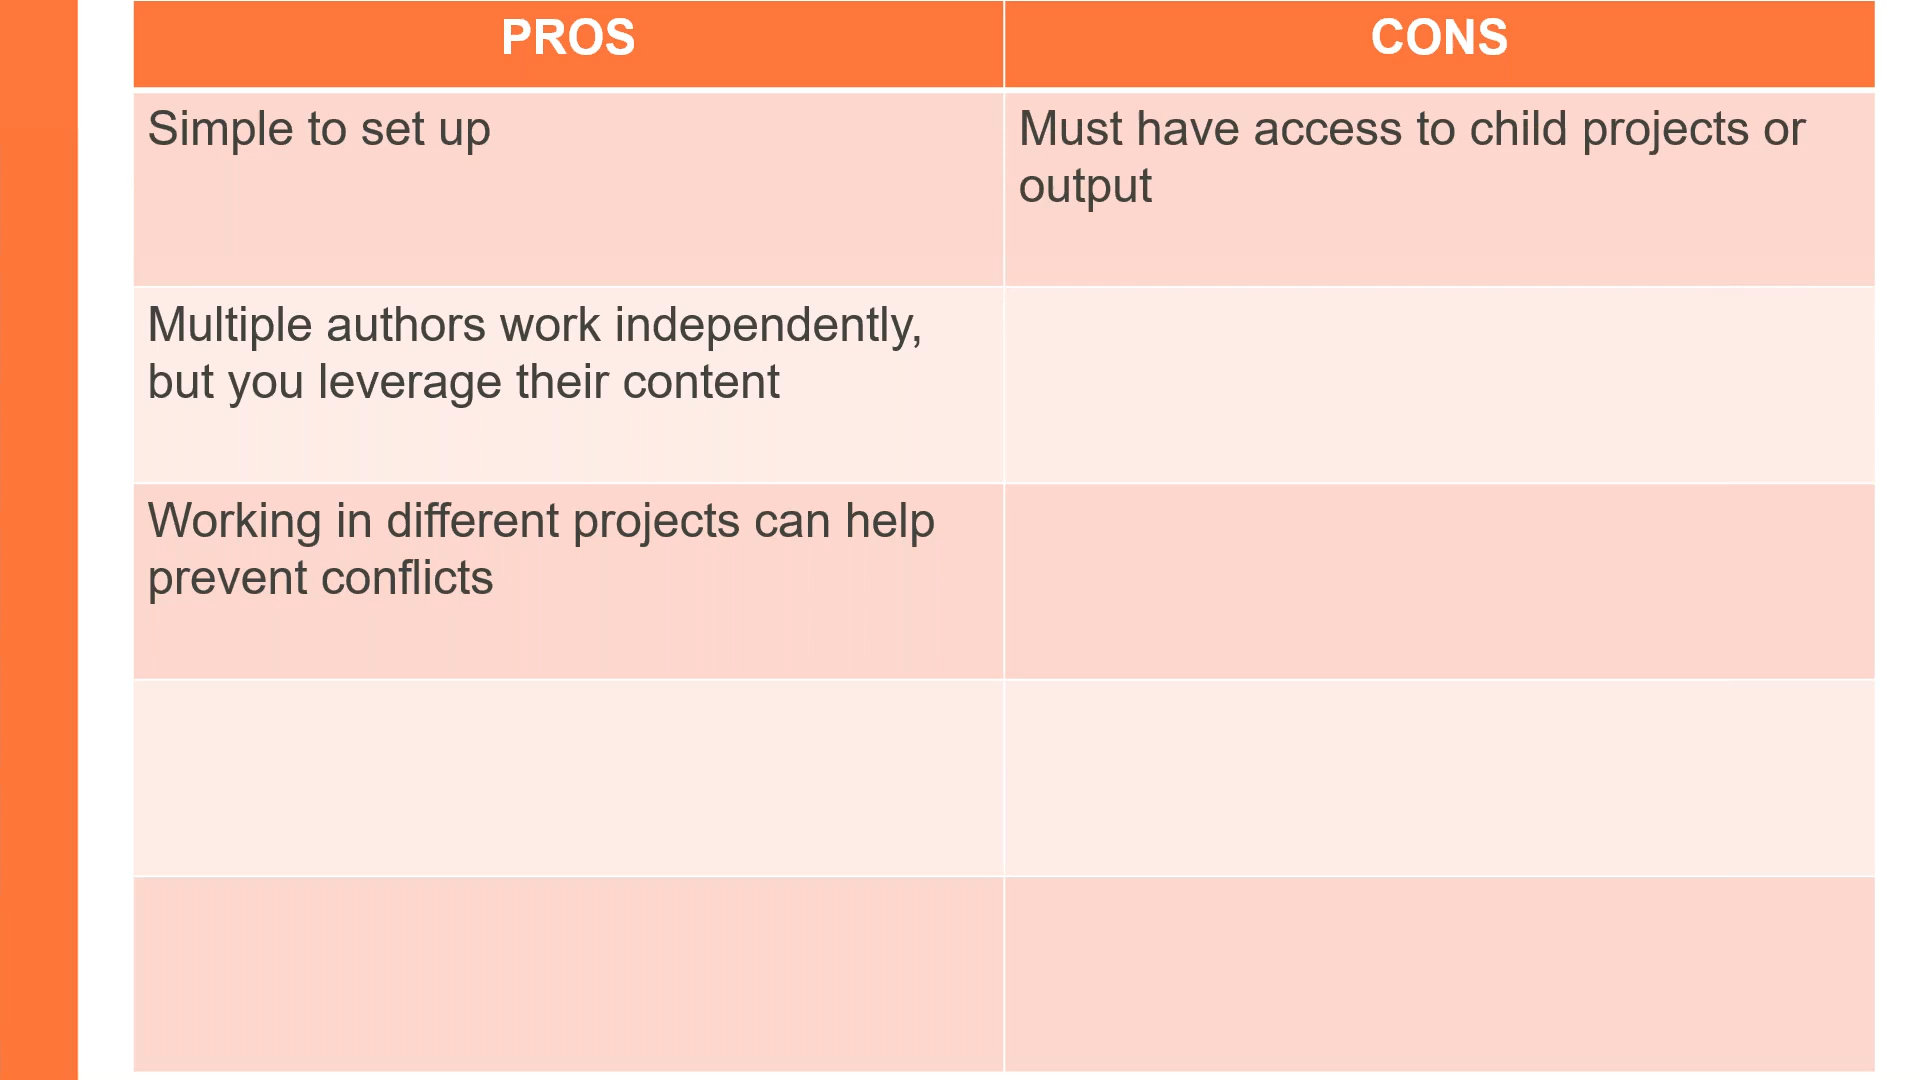 PROS
CONS
Simple to set up
Must have access to child projects or
output
Multiple authors work independently,
but you leverage their content
Working in different projects can help
prevent conflicts